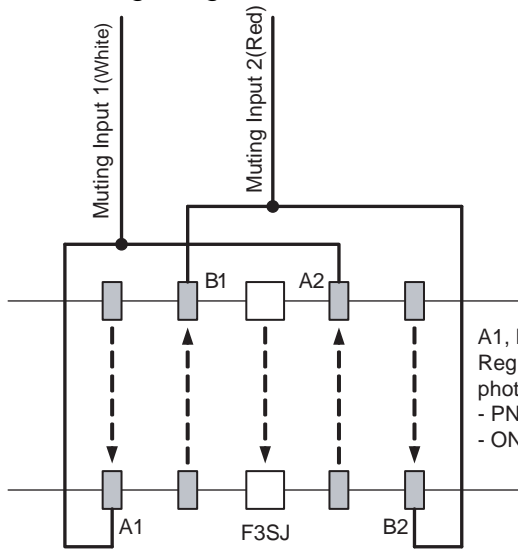 Muting Input 1(White)
Muting Input 2(Red)
B1
A2
A1,
Reg
phot
- PN
- ON
A1
F3SJ
B2